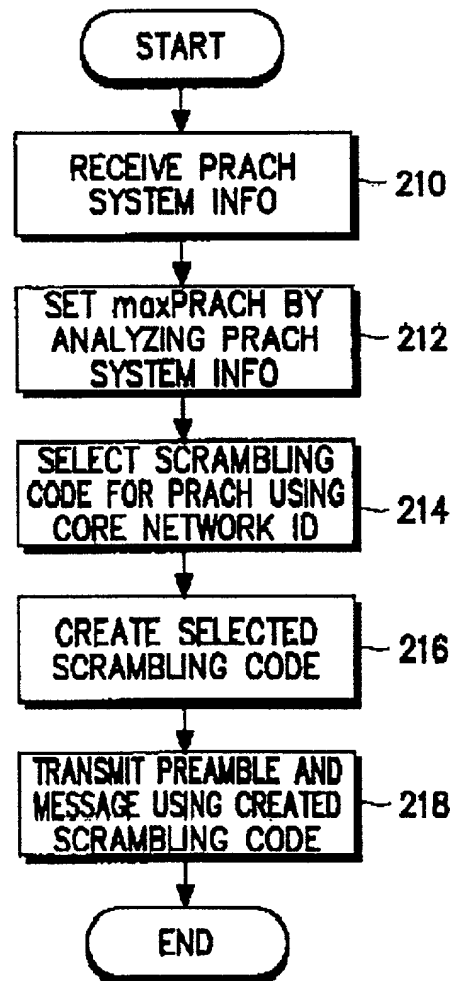 START
RECEIVE PRACH
SYSTEM INFO
210
SET maxPRACH BY
ANALYZING PRACH
SYSTEM INFO
212
SELECT SCRAMBLING
CODE FOR PRACH USING
CORE NETWORK ID
214
CREATE SELECTED
SCRAMBLING CODE
216
TRANSMIT PREAMBLE AND
MESSAGE USING CREATED
SCRAMBLING CODE
218
END